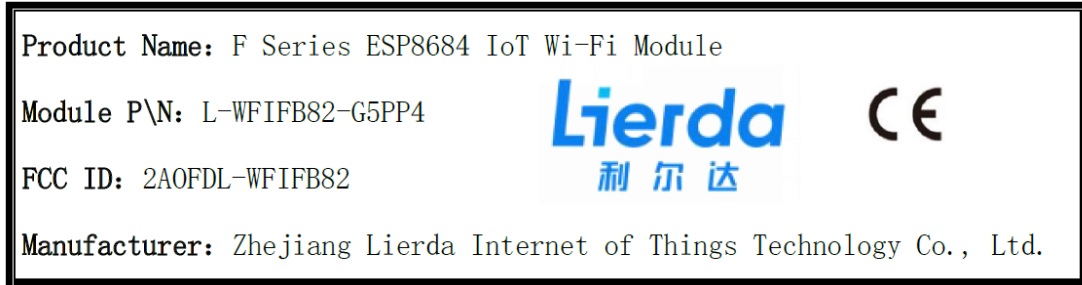 Product Name: F Series ESP8684 IoT Wi-Fi Module
Module P\N: L-WFIFB82-G5PP4
Lierda
利尔达
CE
FCC ID: 2AOFDL-WFIFB82
Manufacturer: Zhejiang Lierda Internet of Things Technology Co., Ltd.